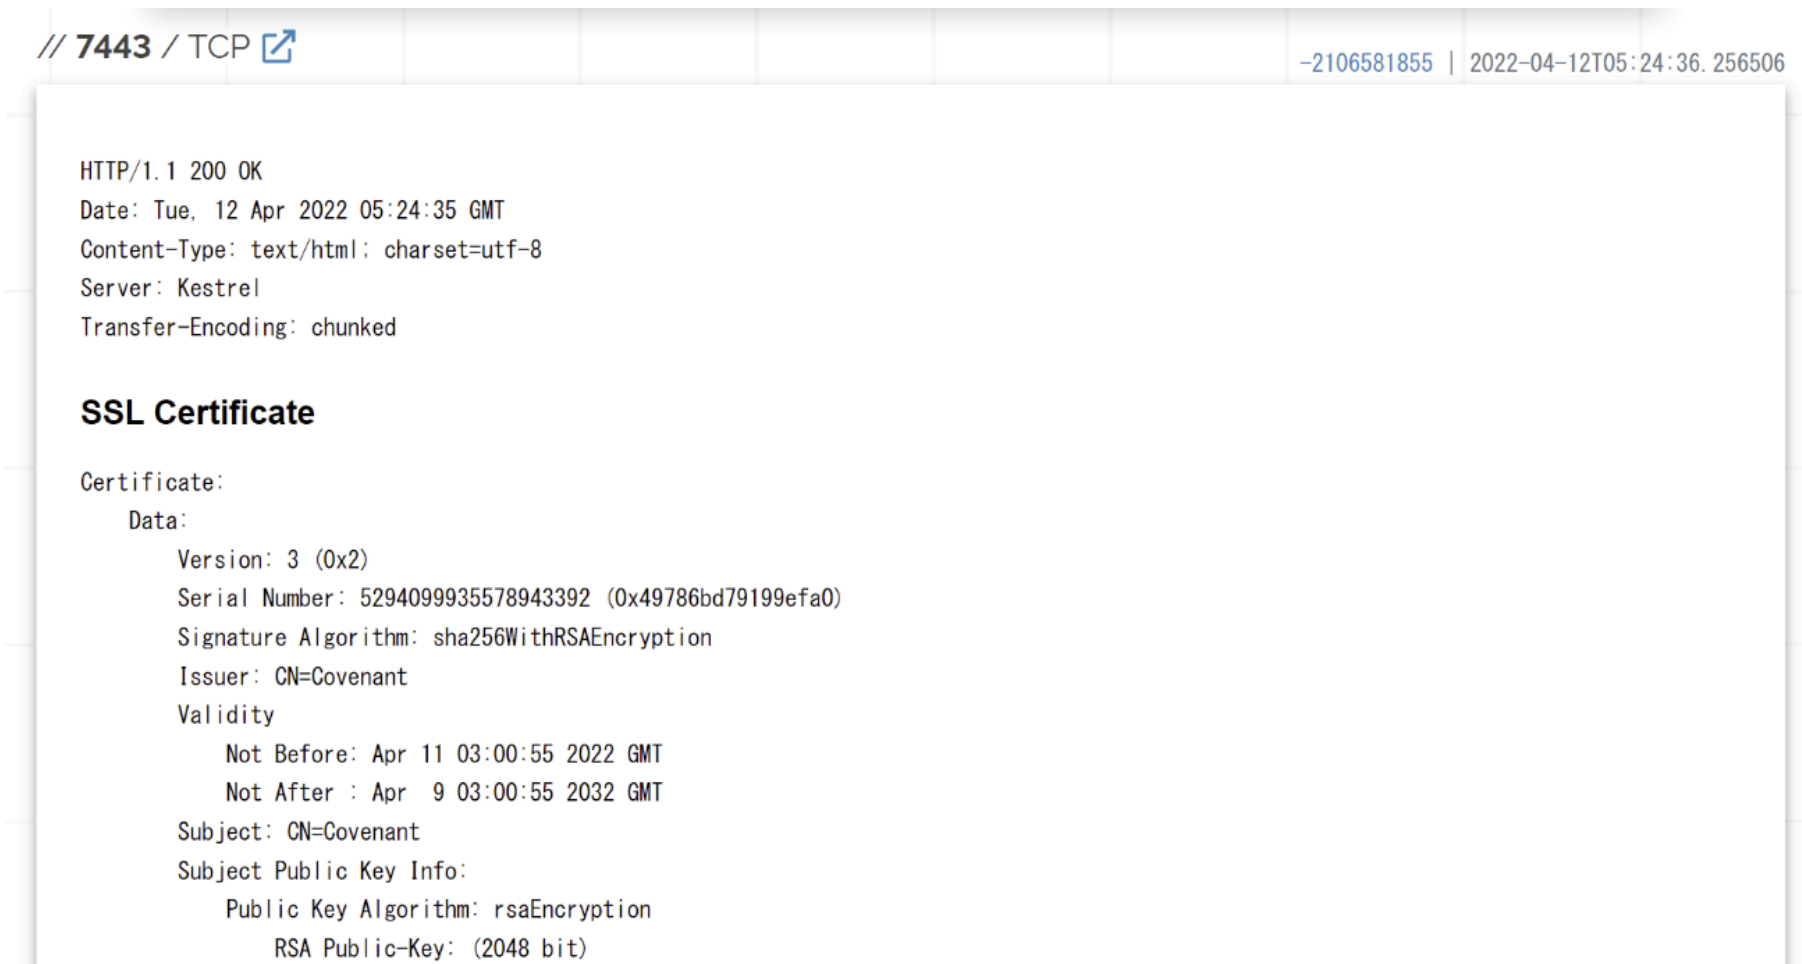 // 7443 / TCP
-2106581855 | 2022-04-12T05:24:36.256506
HTTP/1.1 200 OK
Date: Tue, 12 Apr 2022 05:24:35 GMT
Content-Type: text/html; charset=utf-8
Server: Kestrel
Transfer-Encoding: chunked
SSL Certificate
Certificate:
Data:
Version: 3 (0x2)
Serial Number: 5294099935578943392 (0x49786bd79199efa0)
Signature Algorithm: sha256WithRSAEncryption
Issuer: CN=Covenant
Validity
Not Before: Apr 11 03:00:55 2022 GMT
Not After : Apr  9 03:00:55 2032 GMT
Subject: CN=Covenant
Subject Public Key Info:
Public Key Algorithm: rsaEncryption
RSA Public-Key: (2048 bit)